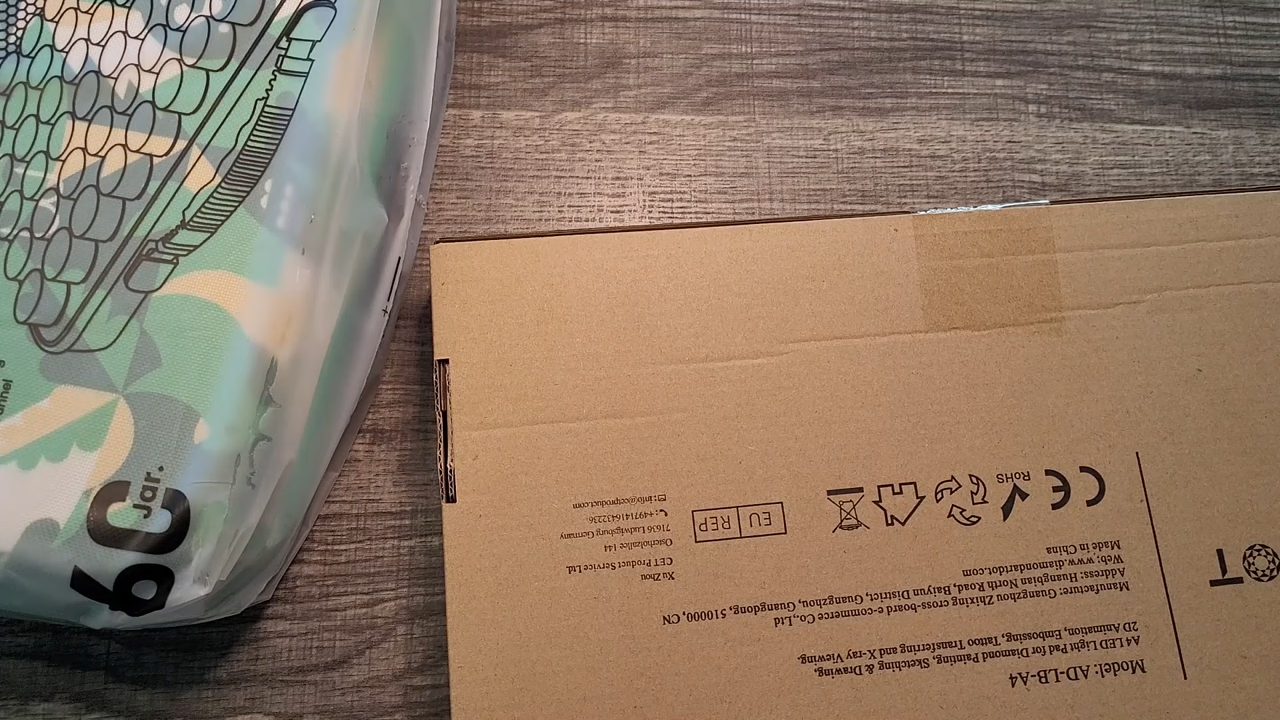 Model: AD-LB-A4
A4 LED Light Pad for Diamond Painting, Sketching & Drawing,
2D Animation, Embossing, Tattoo Transferring and X-ray Viewing.
Manufacture: Guangzhou Zhixing cross-board e-commerce Co.,Ltd
Address: Huangbian North Road, Baiyun District, Guangzhou, Guangdong, 510000, CN
Web: www.diamondartdot.com
Made in China
CE
RoHS
EU REP
Xu Zhou
CET Product Service Ltd.
Osterholzallee 144
71636 Ludwigsburg Germany
+4971416432236
info@cetproduct.com
T
60
Jar.